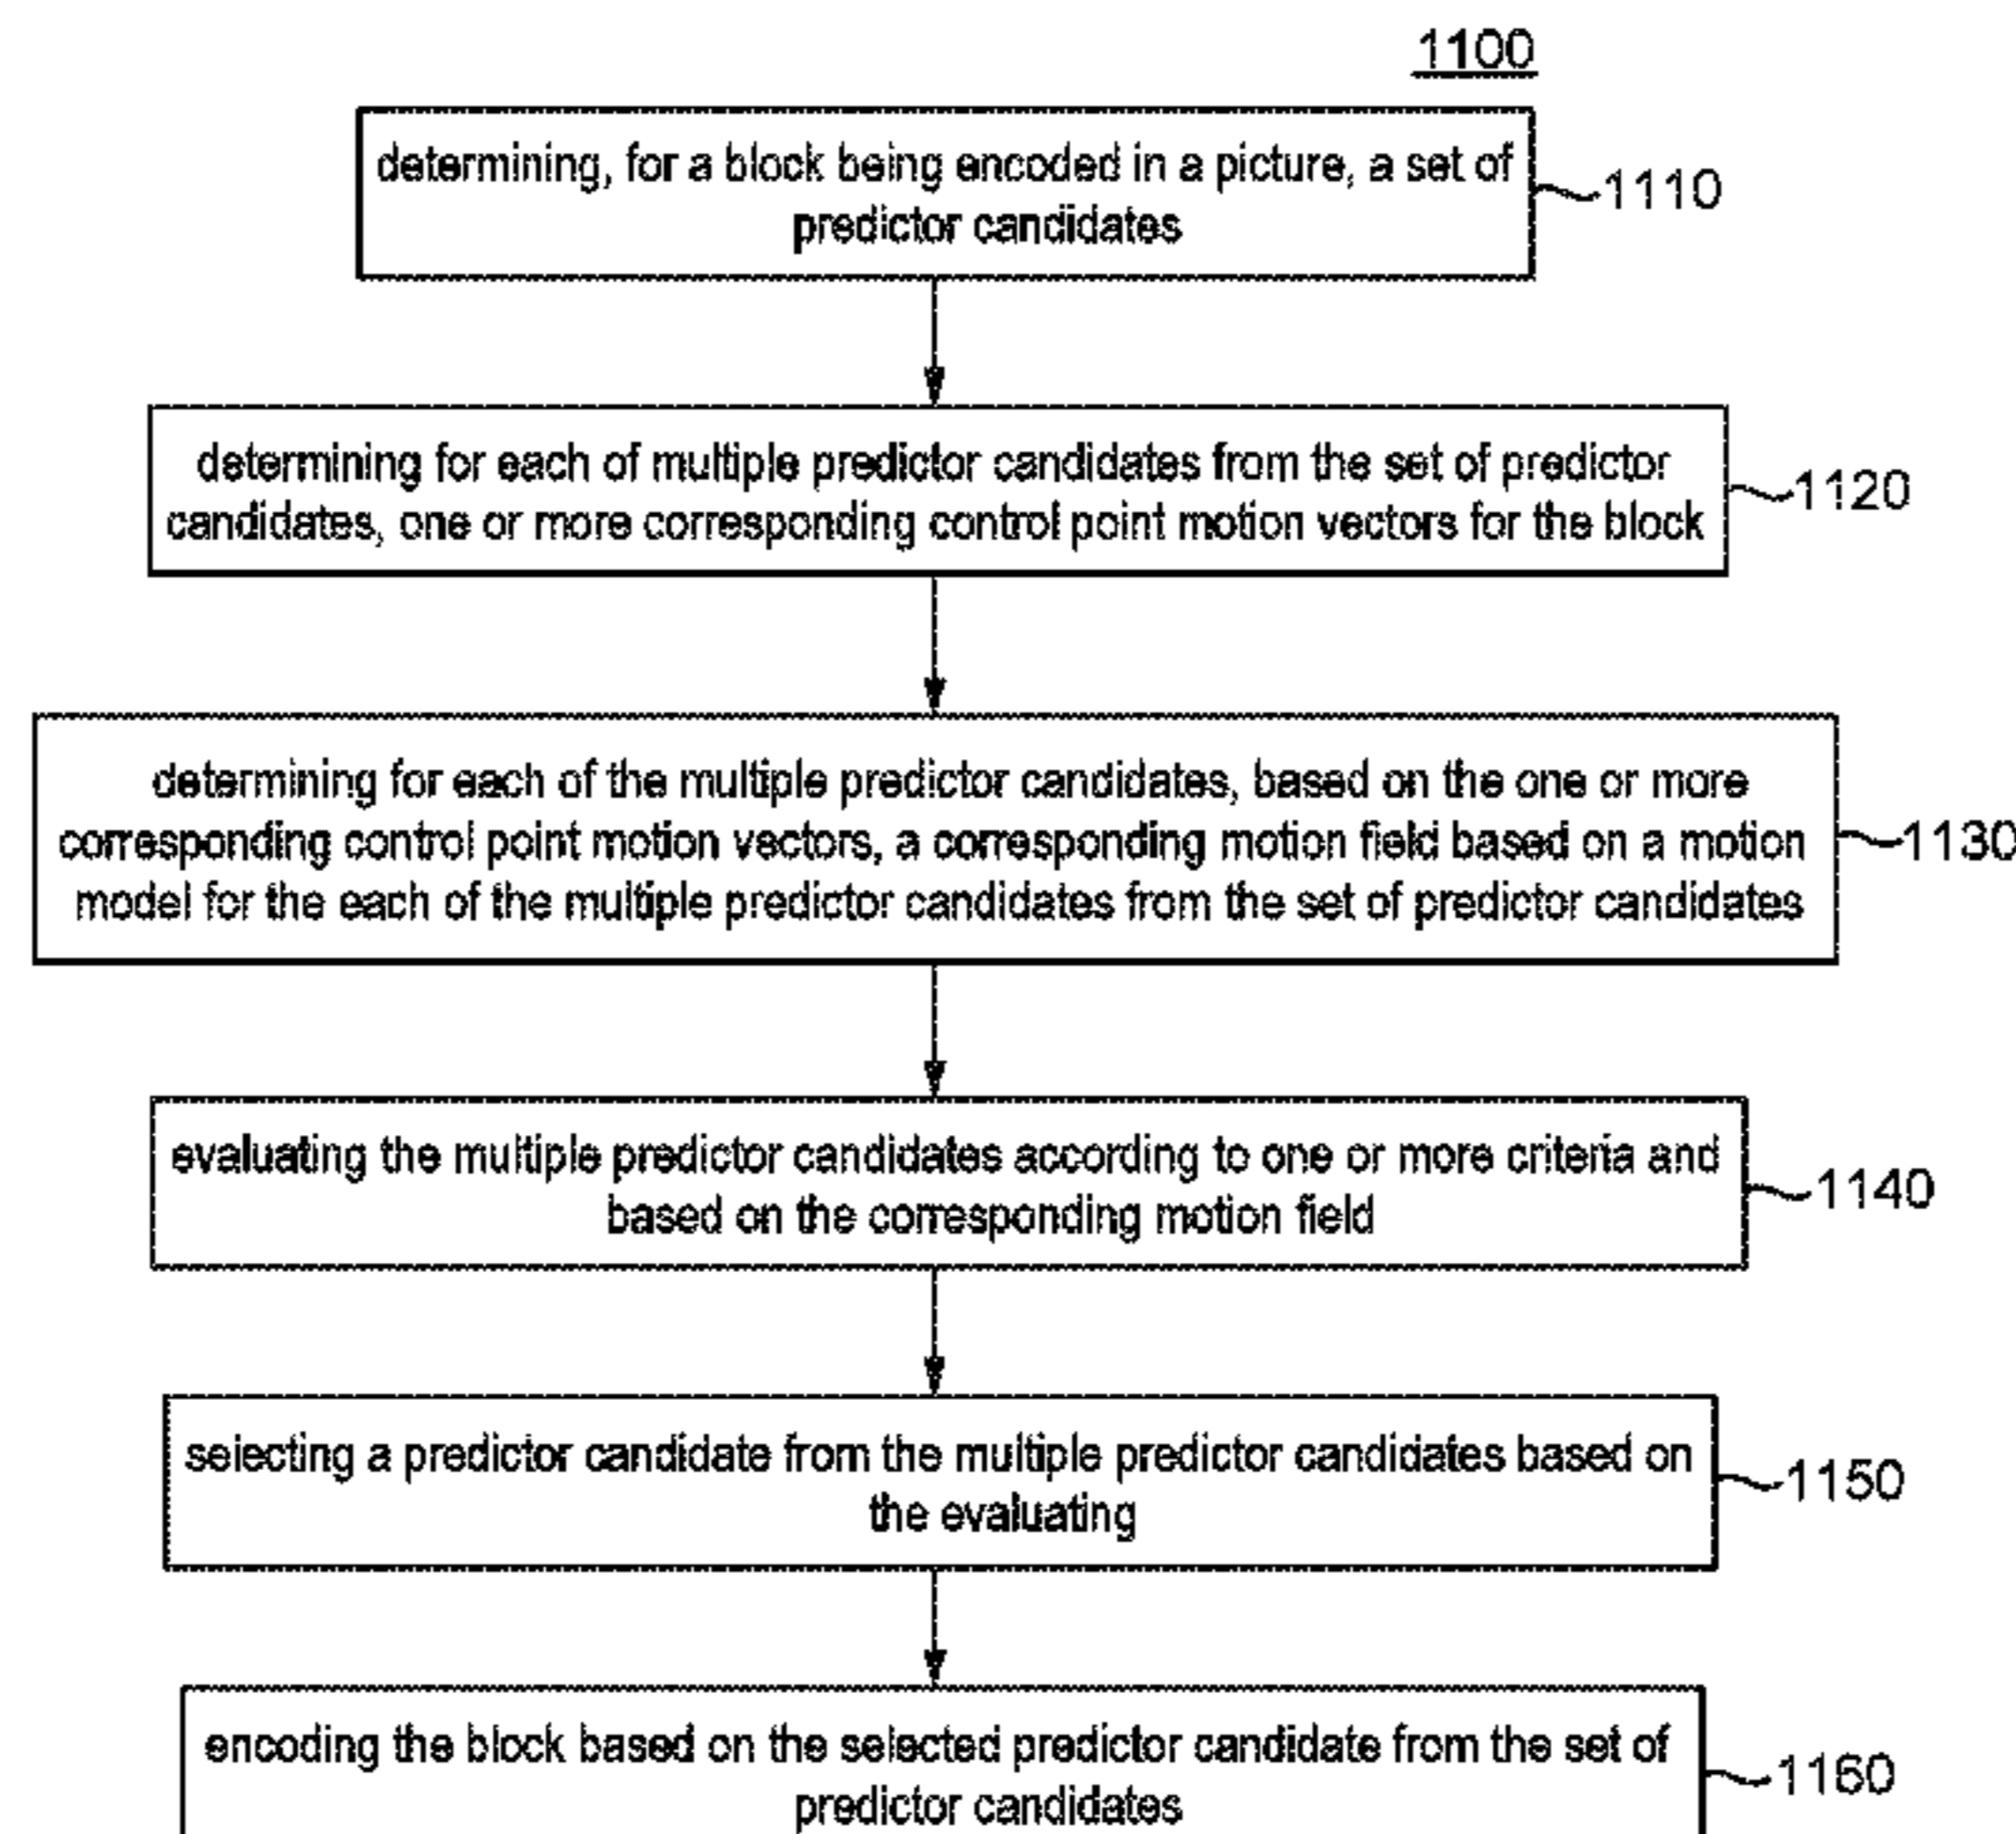 1100
determining, for a block being encoded in a picture, a set of
predictor candidates
1110
determining for each of multiple predictor candidates from the set of predictor
candidates, one or more corresponding control point motion vectors for the block
1120
determining for each of the multiple predictor candidates, based on the one or more
corresponding control point motion vectors, a corresponding motion field based on a motion
model for the each of the multiple predictor candidates from the set of predictor candidates
1130
evaluating the multiple predictor candidates according to one or more criteria and
based on the corresponding motion field
1140
selecting a predictor candidate from the multiple predictor candidates based on
the evaluating
1150
encoding the block based on the selected predictor candidate from the set of
predictor candidates
1160